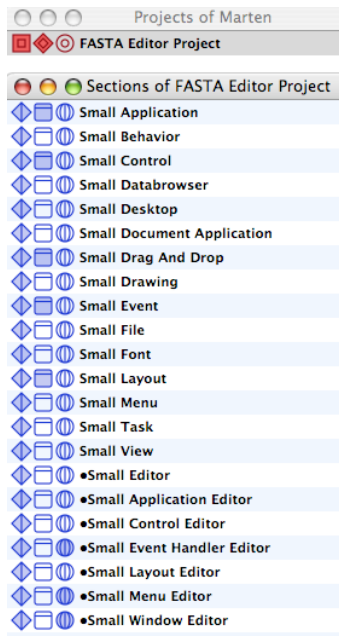 Projects of Marten
FASTA Editor Project
Sections of FASTA Editor Project
Small Application
Small Behavior
Small Control
Small Databrowser
Small Desktop
Small Document Application
Small Drag And Drop
Small Drawing
Small Event
Small File
Small Font
Small Layout
Small Menu
Small Task
Small View
•Small Editor
•Small Application Editor
•Small Control Editor
•Small Event Handler Editor
•Small Layout Editor
•Small Menu Editor
•Small Window Editor